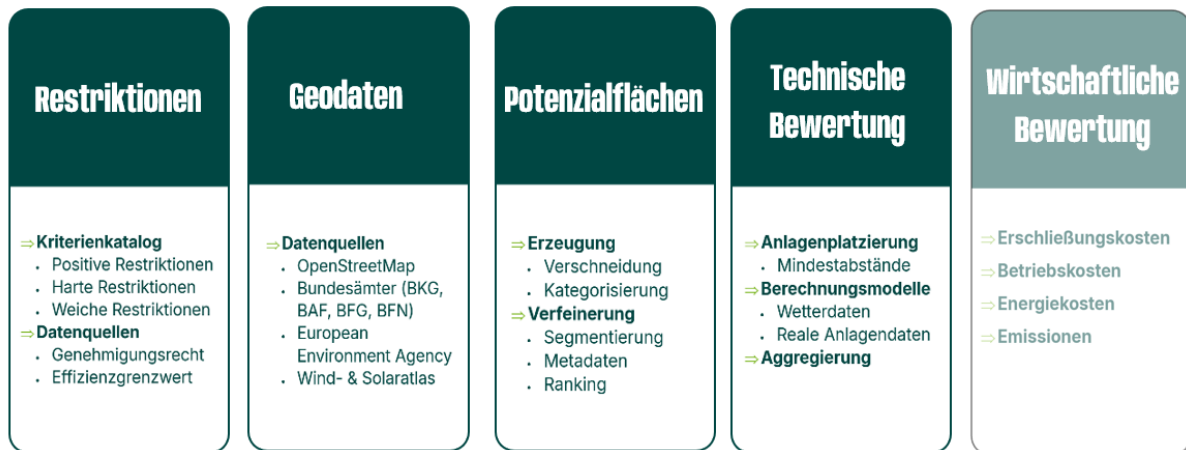 Restriktionen
⇒Kriterienkatalog
• Positive Restriktionen
• Harte Restriktionen
• Weiche Restriktionen
⇒Datenquellen
• Genehmigungsrecht
• Effizienzgrenzwert
Geodaten
⇒Datenquellen
• OpenStreetMap
• Bundesämter (BKG,
BAF, BFG, BFN)
• European
Environment Agency
• Wind- & Solaratlas
Potenzialflächen
⇒Erzeugung
• Verschneidung
• Kategorisierung
⇒Verfeinerung
• Segmentierung
• Metadaten
• Ranking
Technische
Bewertung
⇒Anlagenplatzierung
• Mindestabstände
⇒Berechnungsmodelle
• Wetterdaten
• Reale Anlagendaten
⇒Aggregierung
Wirtschaftliche
Bewertung
⇒Erschließungskosten
⇒Betriebskosten
⇒Energiekosten
⇒Emissionen